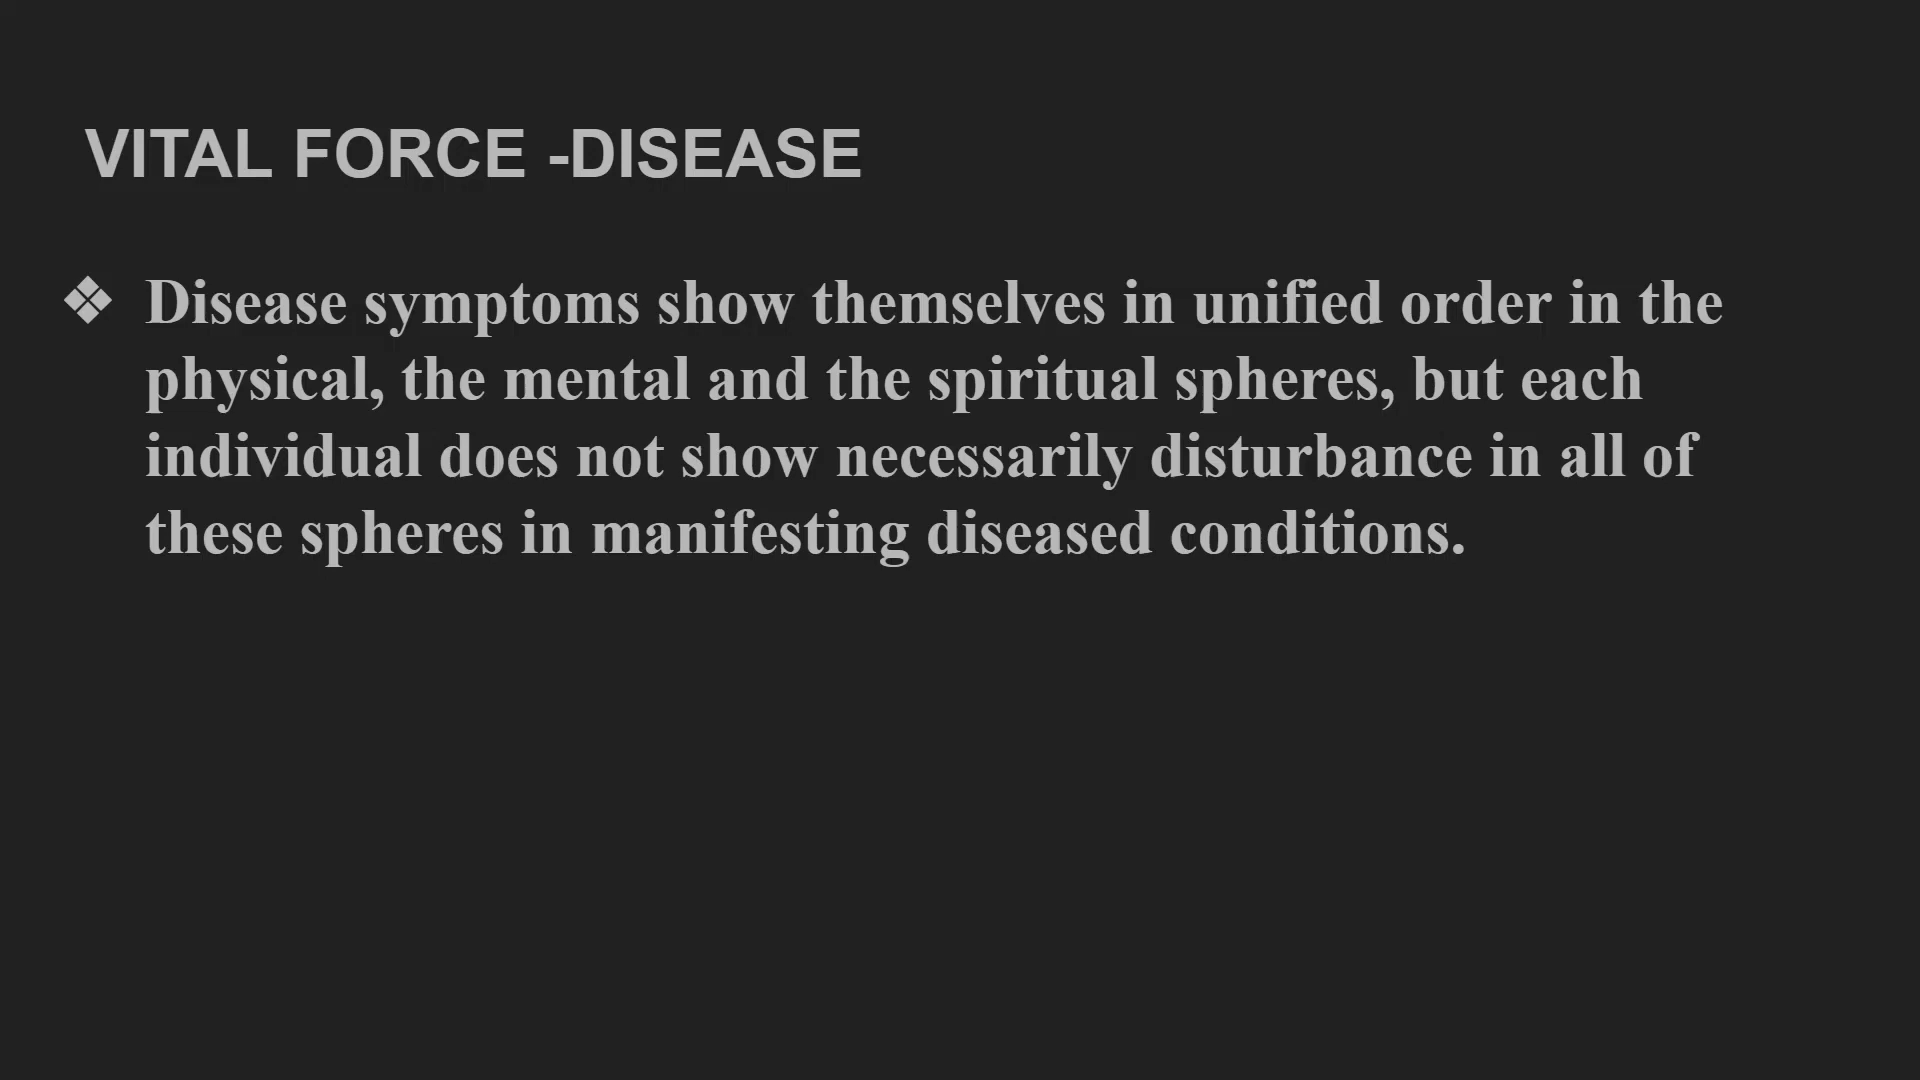 VITAL FORCE -DISEASE
❖ Disease symptoms show themselves in unified order in the
physical, the mental and the spiritual spheres, but each
individual does not show necessarily disturbance in all of
these spheres in manifesting diseased conditions.